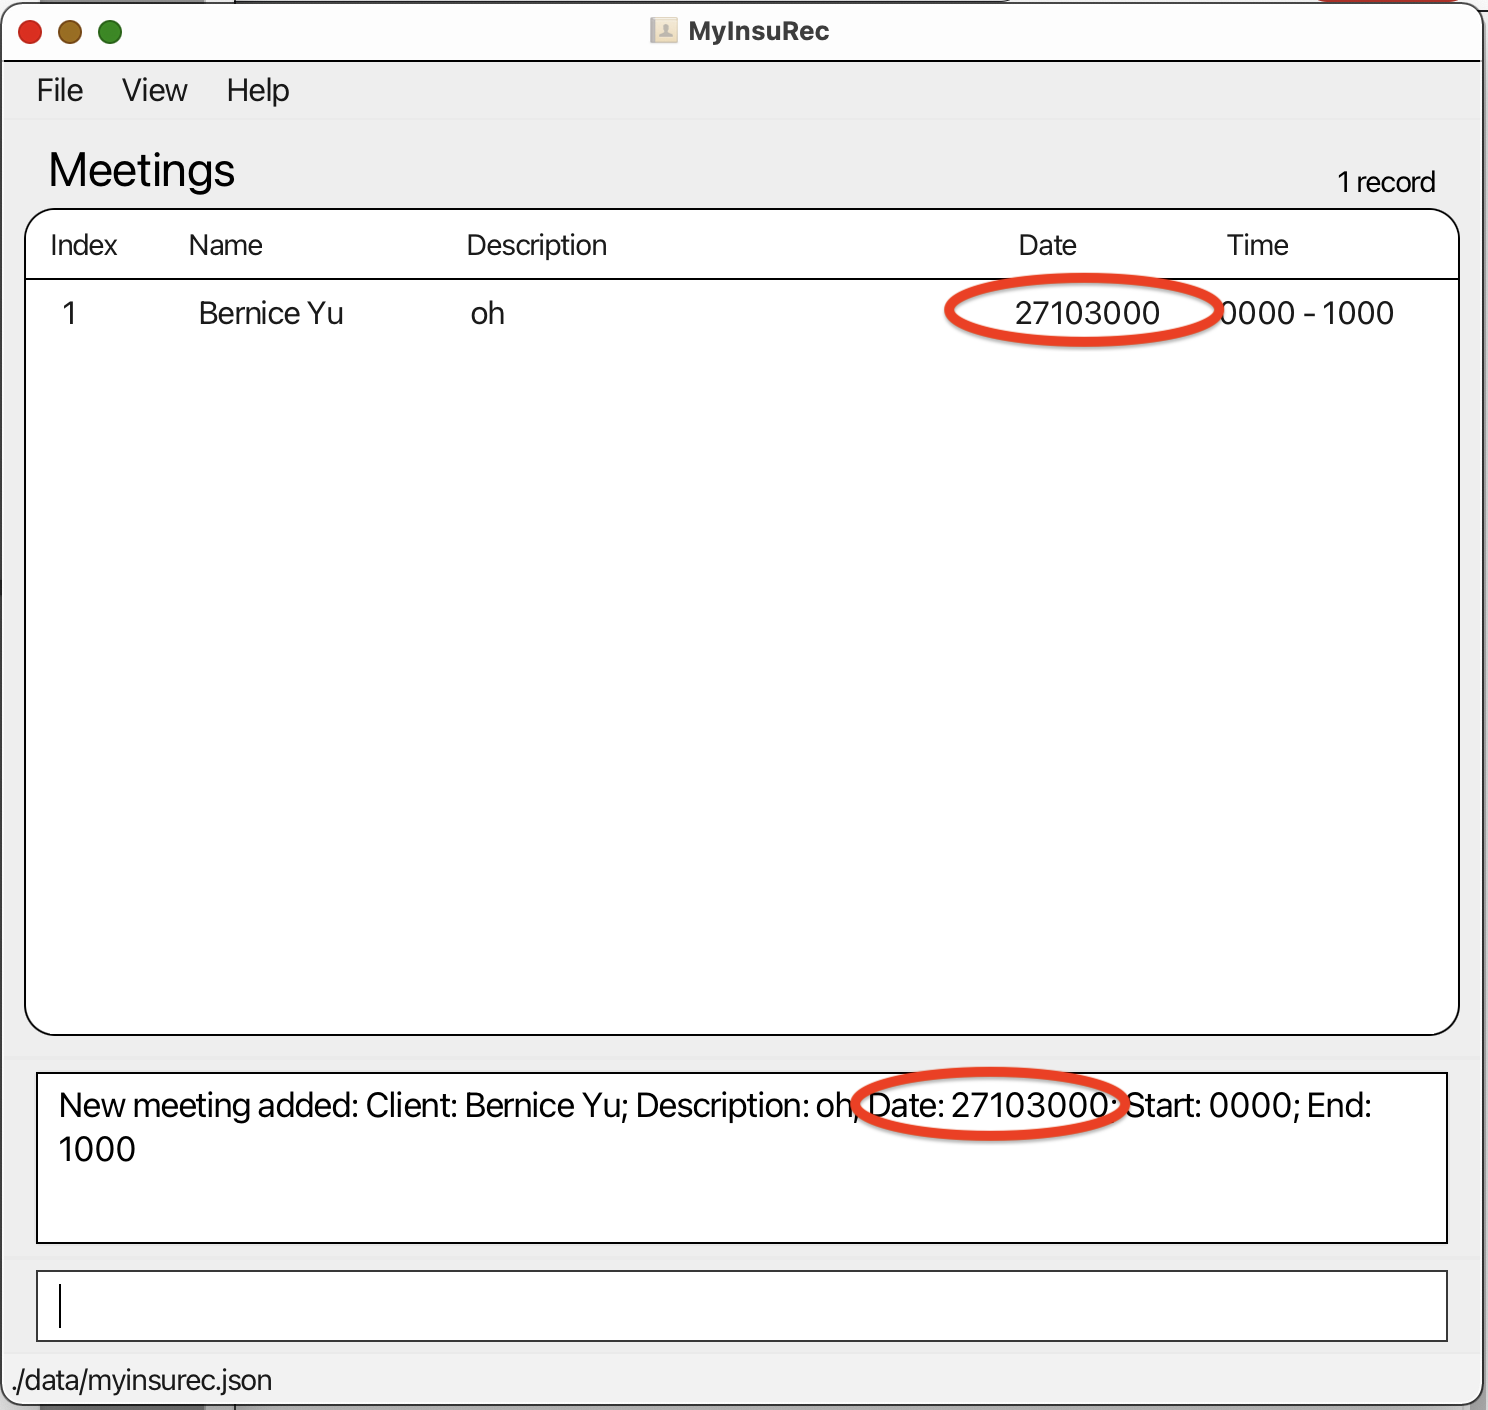 MyInsuRec
File View Help
Meetings
1 record
Index Name Description Date Time
1 Bernice Yu oh 27103000 0000 - 1000
New meeting added: Client: Bernice Yu; Description: oh; Date: 27103000; Start: 0000; End:
1000
./data/myinsurec.json